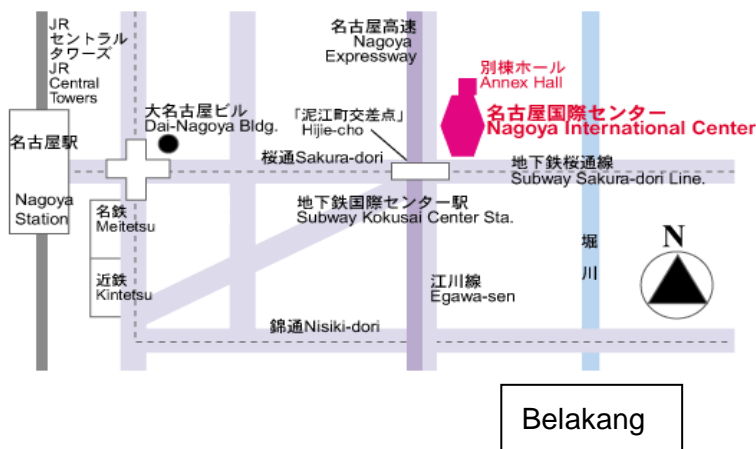 JR
セントラル
タワーズ
JR
Central
Towers
名古屋高速
Nagoya
Expressway
別棟ホール
Annex Hall
大名古屋ビル
Dai-Nagoya Bldg.
「泥江町交差点」
Hijie-cho
名古屋国際センター
Nagoya International Center
名古屋駅
Nagoya
Station
桜通Sakura-dori
地下鉄桜通線
Subway Sakura-dori Line.
名鉄
Meitetsu
地下鉄国際センター駅
Subway Kokusai Center Sta.
堀
川
N
近鉄
Kintetsu
江川線
Egawa-sen
錦通Nisiki-dori
Belakang